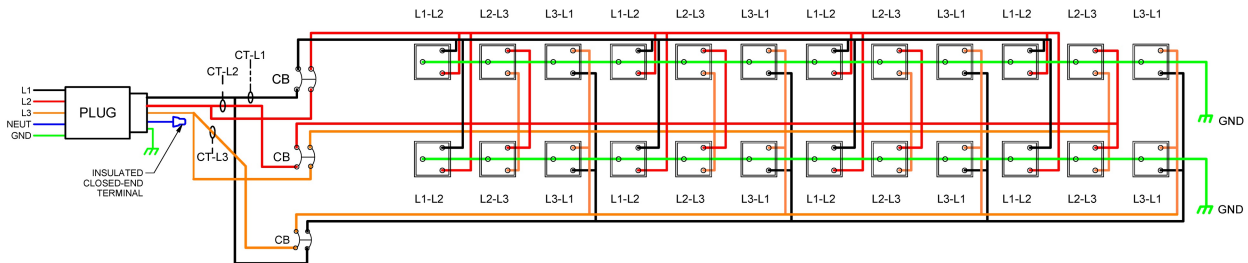 L1-L2 L2-L3 L3-L1 L1-L2 L2-L3 L3-L1 L1-L2 L2-L3 L3-L1 L1-L2 L2-L3 L3-L1
CT-L1
CT-L2
CB
L1
L2
L3
NEUT
GND
PLUG
GND
CT-L3
CB
INSULATED
CLOSED-END
TERMINAL
L1-L2 L2-L3 L3-L1 L1-L2 L2-L3 L3-L1 L1-L2 L2-L3 L3-L1 L1-L2 L2-L3 L3-L1
GND
CB